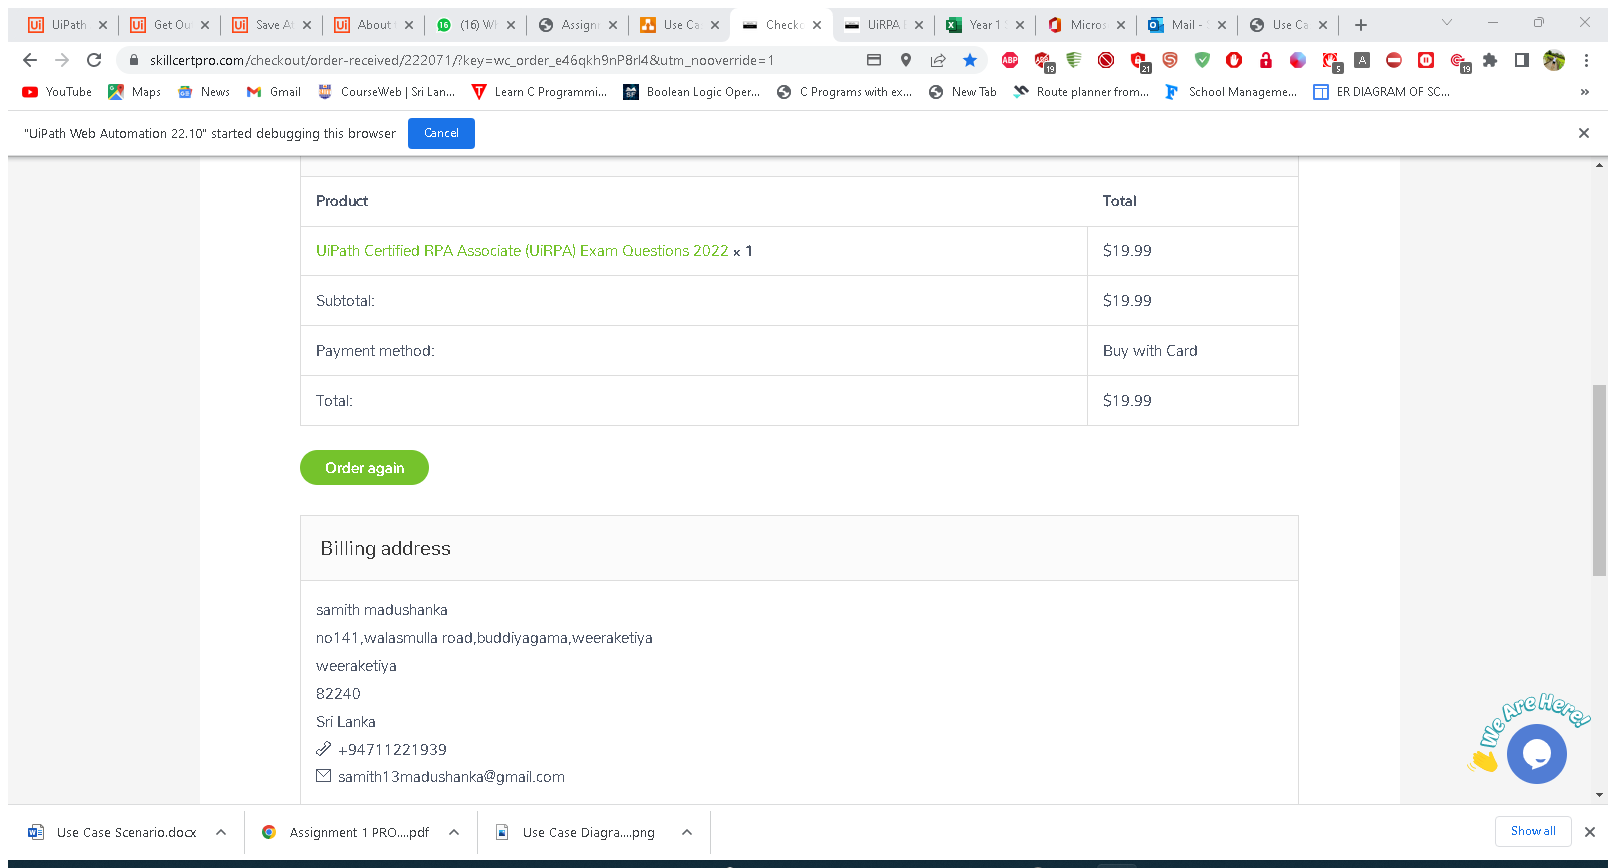 UiPath
Get Ou
Save A
About
(16) W
Assign
Use Ca
Checko
UiRPA
Year 1
Micros
Mail -
Use Ca
skillcertpro.com/checkout/order-received/222071/?key=wc_order_e46qkh9nP8rl4&utm_nooverride=1
YouTube
Maps
News
Gmail
CourseWeb | Sri Lan...
Learn C Programmi...
Boolean Logic Oper...
C Programs with ex...
New Tab
Route planner from...
School Manageme...
ER DIAGRAM OF SC...
"UiPath Web Automation 22.10" started debugging this browser
Cancel
Product Total
UiPath Certified RPA Associate (UiRPA) Exam Questions 2022 × 1 $19.99
Subtotal: $19.99
Payment method: Buy with Card
Total: $19.99
Order again
Billing address
samith madushanka
no141,walasmulla road,buddiyagama,weeraketiya
weeraketiya
82240
Sri Lanka
+94711221939
samith13madushanka@gmail.com
We Are Here!
Use Case Scenario.docx
Assignment 1 PRO....pdf
Use Case Diagra....png
Show all